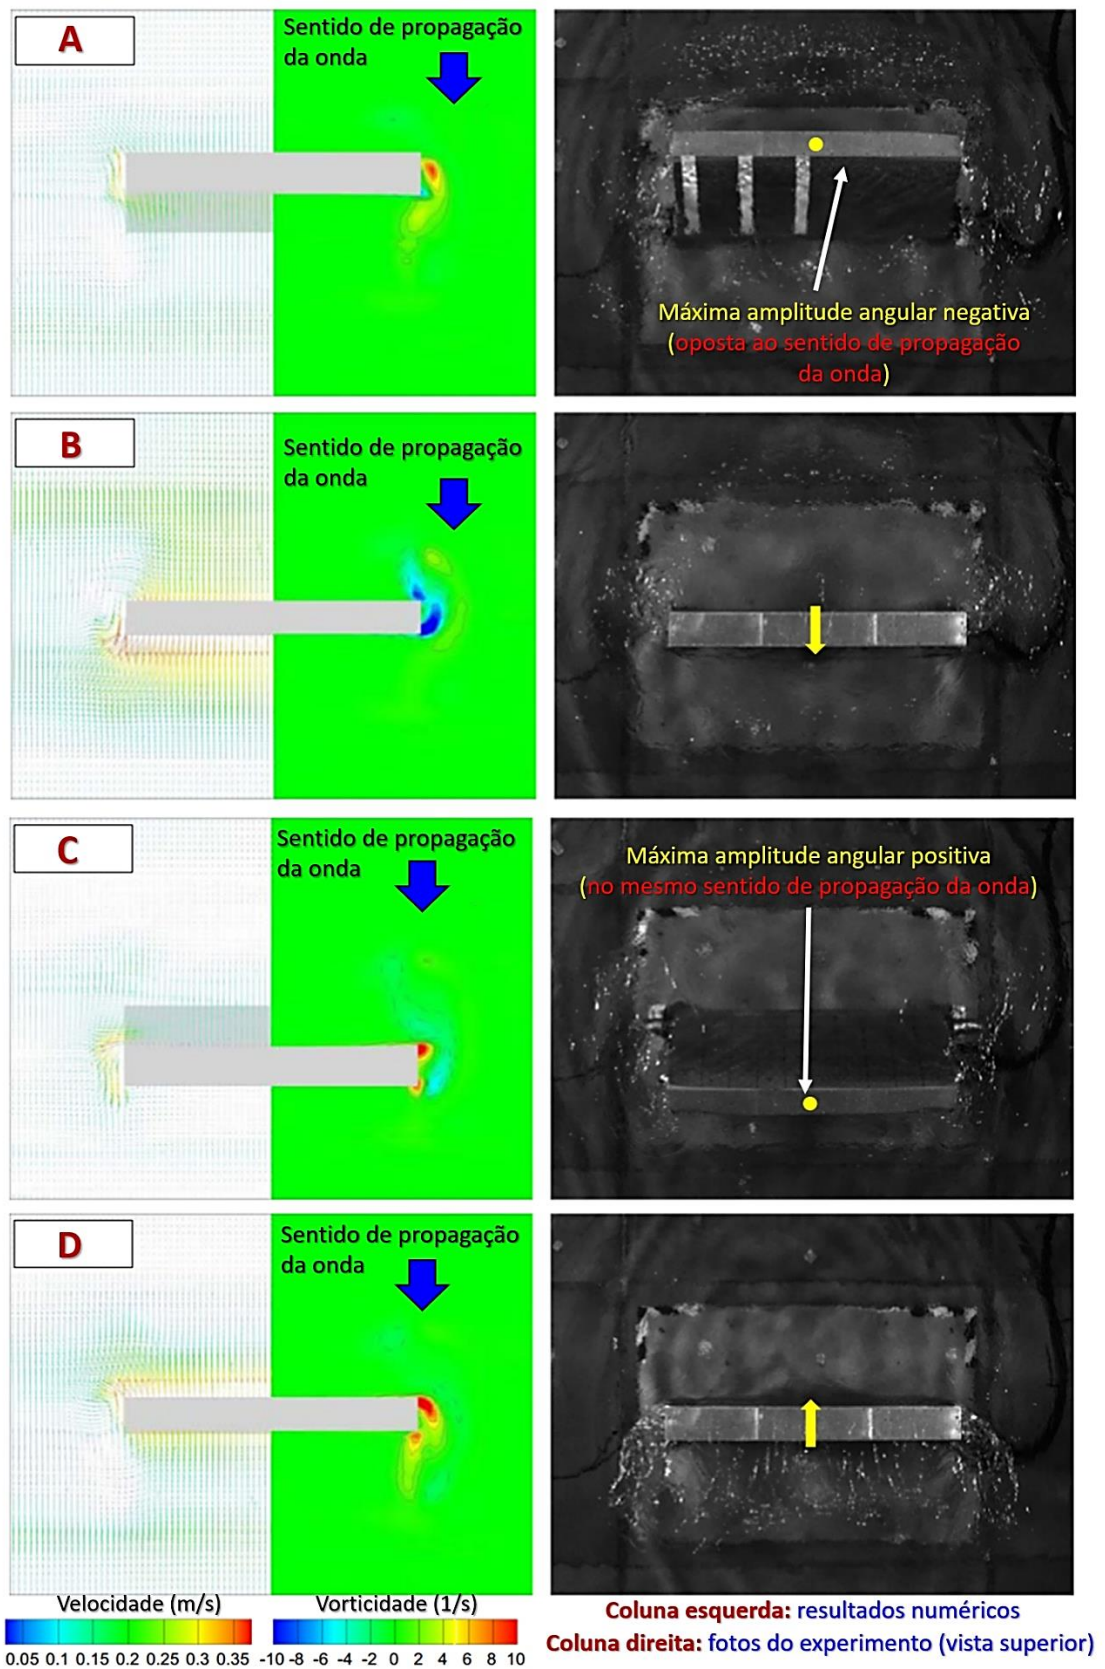 A
Sentido de propagação
da onda
Máxima amplitude angular negativa
(oposta ao sentido de propagação
da onda)
B
Sentido de propagação
da onda
C
Sentido de propagação
da onda
Máxima amplitude angular positiva
(no mesmo sentido de propagação da onda)
D
Sentido de propagação
da onda
Velocidade (m/s)
0.05 0.1 0.15 0.2 0.25 0.3 0.35
Vorticidade (1/s)
-10 -8 -6 -4 -2 0 2 4 6 8 10
Coluna esquerda: resultados numéricos
Coluna direita: fotos do experimento (vista superior)